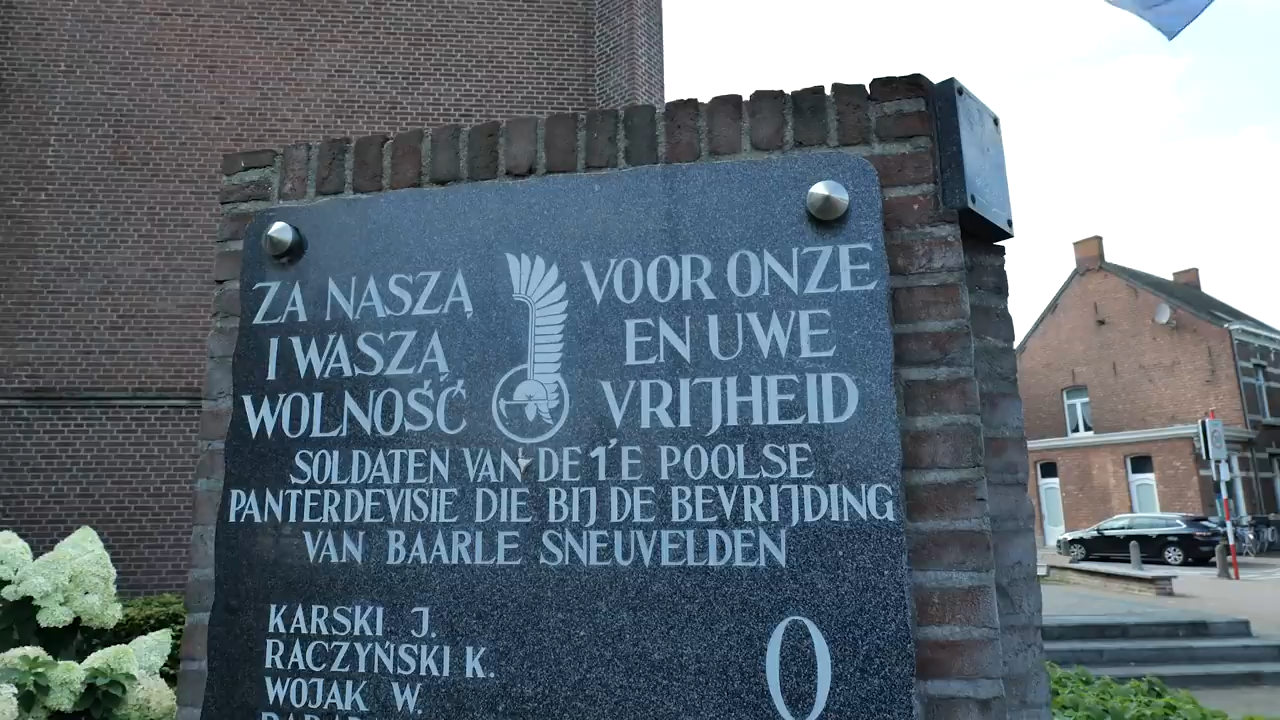 ZA NASZĄ
I WASZĄ
WOLNOŚĆ
VOOR ONZE
EN UWE
VRIJHEID
SOLDATEN VAN DE 1'E POOLSE
PANTERDEVISIE DIE BIJ DE BEVRIJDING
VAN BAARLE SNEUVELDEN
KARSKI J.
RACZYŃSKI K.
WOJAK W.
O